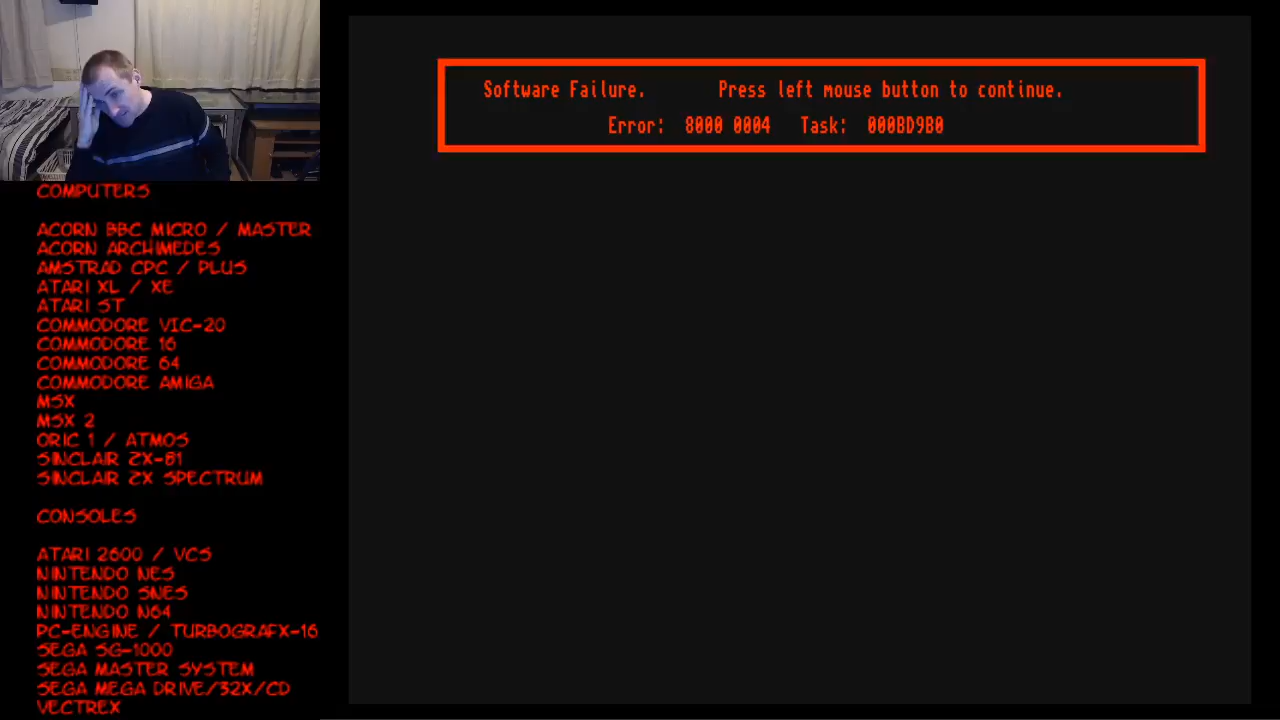 Software Failure. Press left mouse button to continue.
Error: 8000 0004 Task: 000BD9B0
COMPUTERS
ACORN BBC MICRO / MASTER
ACORN ARCHIMEDES
AMSTRAD CPC / PLUS
ATARI XL / XE
ATARI ST
COMMODORE VIC-20
COMMODORE 16
COMMODORE 64
COMMODORE AMIGA
MSX
MSX 2
ORIC 1 / ATMOS
SINCLAIR ZX-81
SINCLAIR ZX SPECTRUM
CONSOLES
ATARI 2600 / VCS
NINTENDO NES
NINTENDO SNES
NINTENDO N64
PC-ENGINE / TURBOGRAFX-16
SEGA SG-1000
SEGA MASTER SYSTEM
SEGA MEGA DRIVE/32X/CD
VECTREX